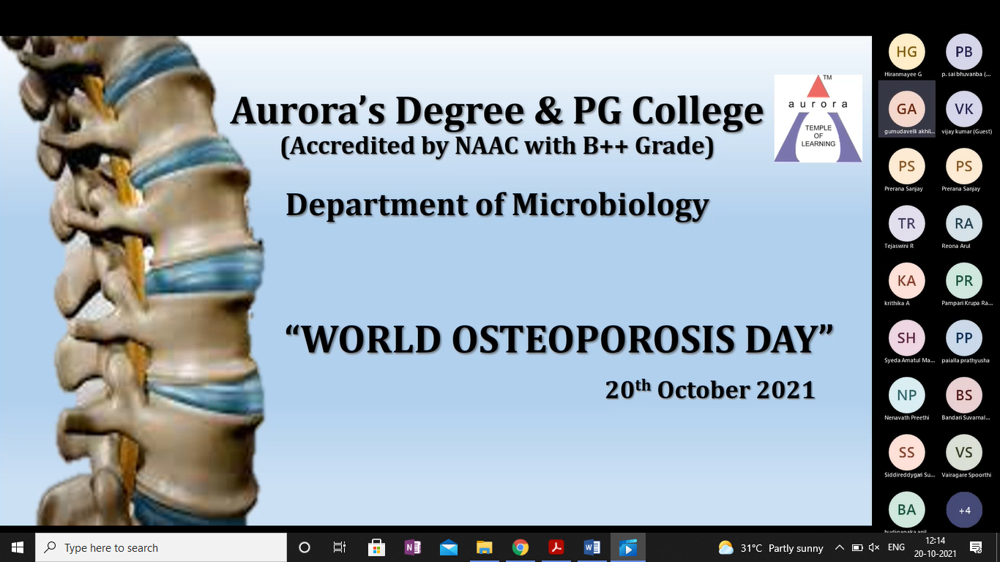 Aurora’s Degree & PG College
(Accredited by NAAC with B++ Grade)
Department of Microbiology
“WORLD OSTEOPOROSIS DAY”
20th October 2021
TM
aurora
TEMPLE
OF
LEARNING
HG
Hiranmayee G
PB
p. sai bhuvanba (...
GA
gumudavelli akhil...
VK
vijay kumar (Guest)
PS
Prerana Sanjay
PS
Prerana Sanjay
TR
Tejaswini R
RA
Reona Arul
KA
krithika A
PR
Pampari Krupa Ra...
SH
Syeda Amatul Ma...
PP
paialla prathyusha
NP
Nenavath Preethi
BS
Bandari Suvarnal...
SS
Siddireddygari Su...
VS
Vairagare Spoorthi
BA
+4
Type here to search
31°C Partly sunny
ENG
12:14
20-10-2021